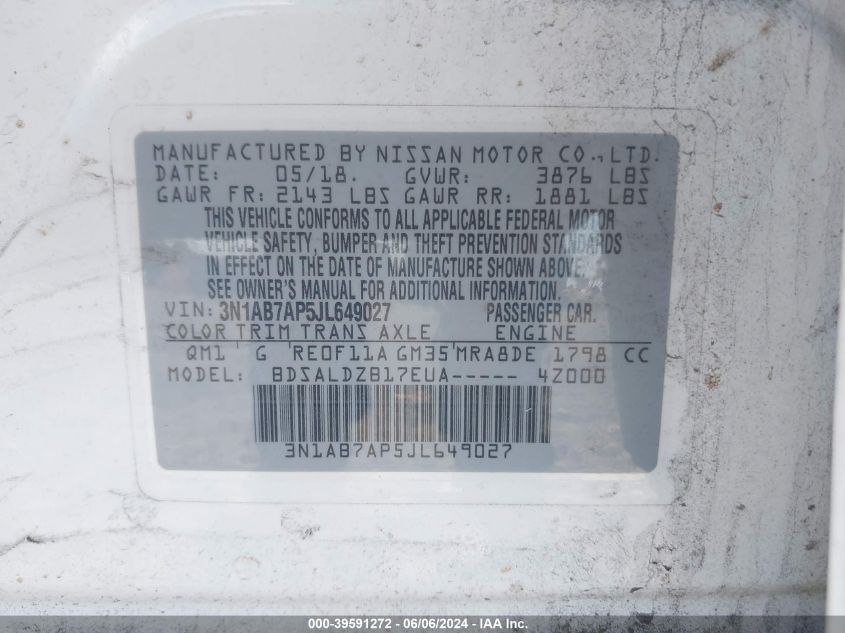 MANUFACTURED BY NISSAN MOTOR CO., LTD.
DATE: 05/18. GVWR: 3876 LBS
GAWR FR: 2143 LBS GAWR RR: 1881 LBS
THIS VEHICLE CONFORMS TO ALL APPLICABLE FEDERAL MOTOR
VEHICLE SAFETY, BUMPER AND THEFT PREVENTION STANDARDS
IN EFFECT ON THE DATE OF MANUFACTURE SHOWN ABOVE.
SEE OWNER'S MANUAL FOR ADDITIONAL INFORMATION.
VIN: 3N1AB7AP5JL649027 PASSENGER CAR.
COLOR TRIM TRANS AXLE ENGINE
QM1 G RE0F11A GM35 MRA8DE 1798 CC
MODEL: BDSALDZB17EUA----- 4Z000
3N1AB7AP5JL649027
000-39591272 - 06/06/2024 - IAA Inc.